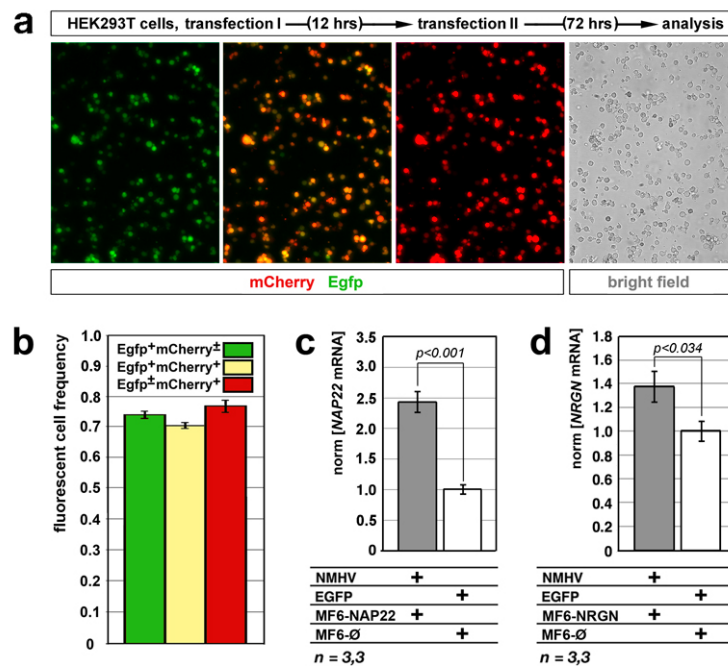 a
HEK293T cells, transfection I (12 hrs) transfection II (72 hrs) analysis
mCherry Egfp
bright field
b
fluorescent cell frequency
1.0
0.9
0.8
0.7
0.6
0.5
0.4
0.3
0.2
0.1
0
Egfp+mCherry±
Egfp+mCherry+
Egfp±mCherry+
c
norm [NAP22 mRNA]
3.5
3.0
2.5
2.0
1.5
1.0
0.5
0
p<0.001
NMHV +
EGFP +
MF6-NAP22 +
MF6-Ø +
n = 3,3
d
norm [NRGN mRNA]
1.8
1.6
1.4
1.2
1.0
0.8
0.6
0.4
0.2
0
p<0.034
NMHV +
EGFP +
MF6-NRGN +
MF6-Ø +
n = 3,3